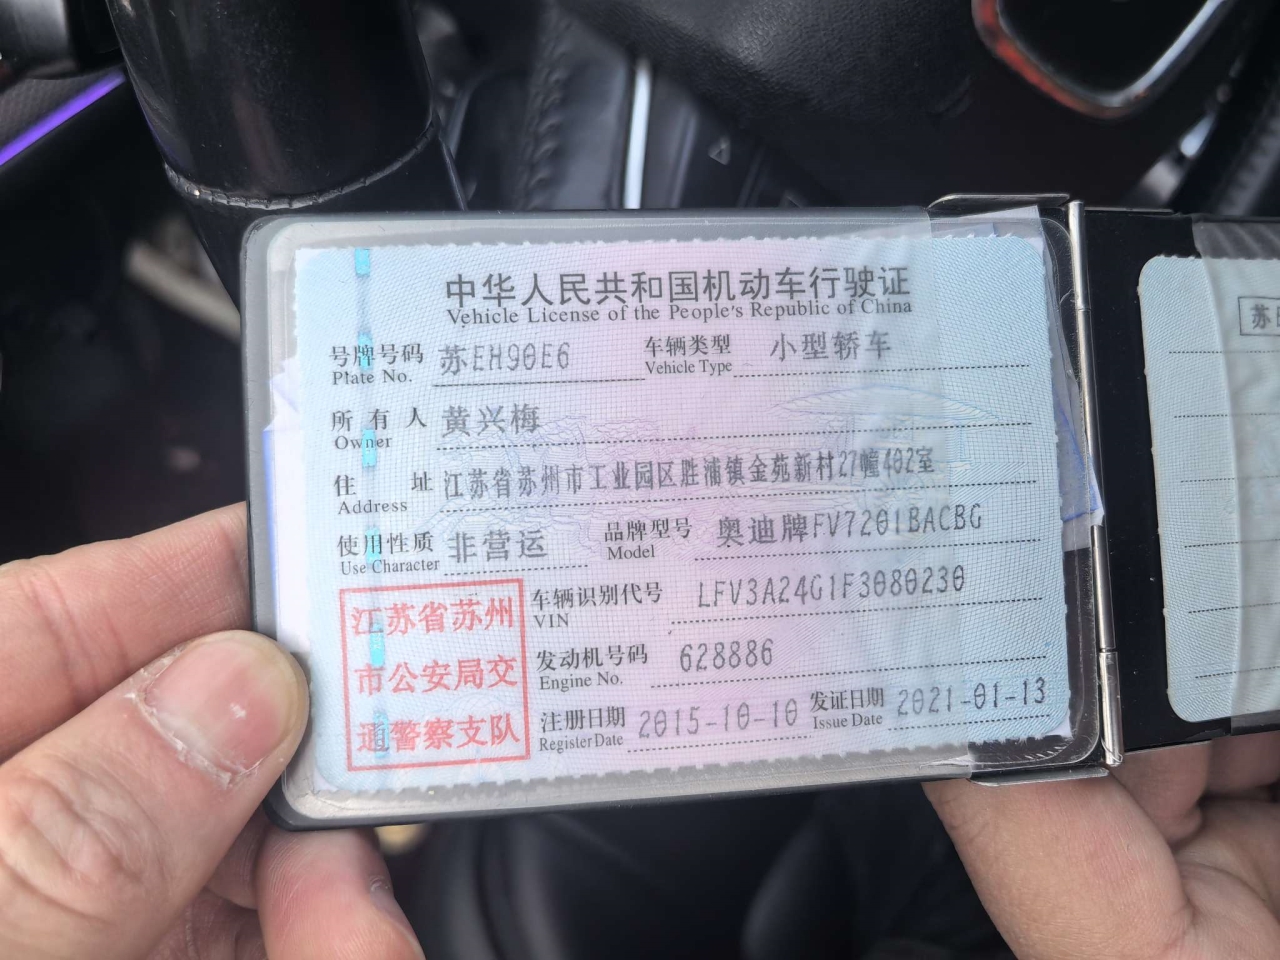 中华人民共和国机动车行驶证
Vehicle License of the People's Republic of China
号牌号码 苏EH90E6 车辆类型 小型轿车
Plate No. Vehicle Type
所有人 黄兴梅
Owner
住址 江苏省苏州市工业园区胜浦镇金苑新村27幢402室
Address
使用性质 非营运 品牌型号 奥迪牌FV7201BACBG
Use Character Model
江苏省苏州
市公安局交
通警察支队
车辆识别代号 LFV3A24G1F3080230
VIN
发动机号码 628886
Engine No.
注册日期 2015-10-10 发证日期 2021-01-13
Register Date Issue Date
苏